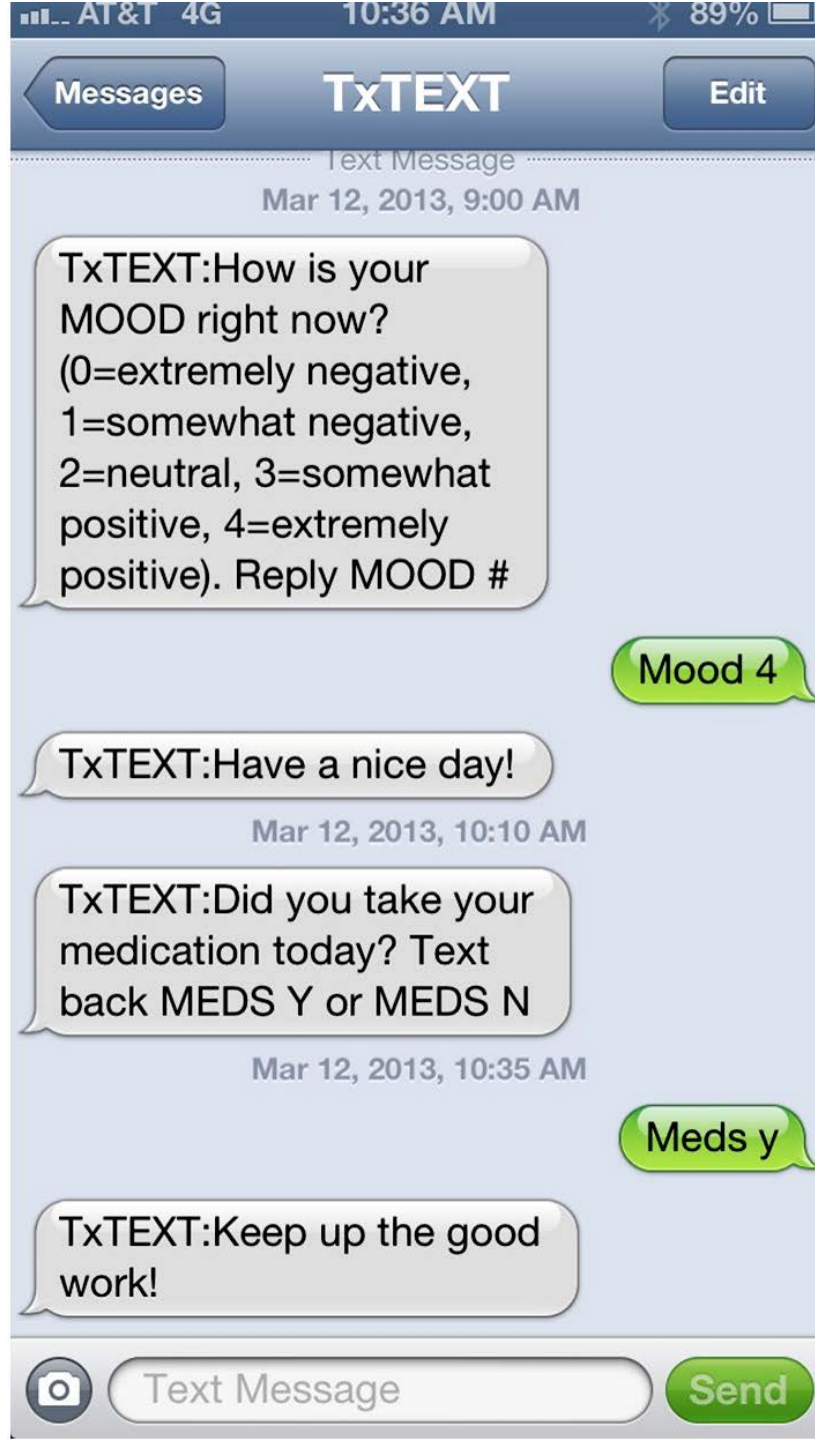 AT&T 4G 10:36 AM 89%
Messages TxTEXT Edit
Text Message
Mar 12, 2013, 9:00 AM
TxTEXT:How is your
MOOD right now?
(0=extremely negative,
1=somewhat negative,
2=neutral, 3=somewhat
positive, 4=extremely
positive). Reply MOOD #
Mood 4
TxTEXT:Have a nice day!
Mar 12, 2013, 10:10 AM
TxTEXT:Did you take your
medication today? Text
back MEDS Y or MEDS N
Mar 12, 2013, 10:35 AM
Meds y
TxTEXT:Keep up the good
work!
Text Message Send